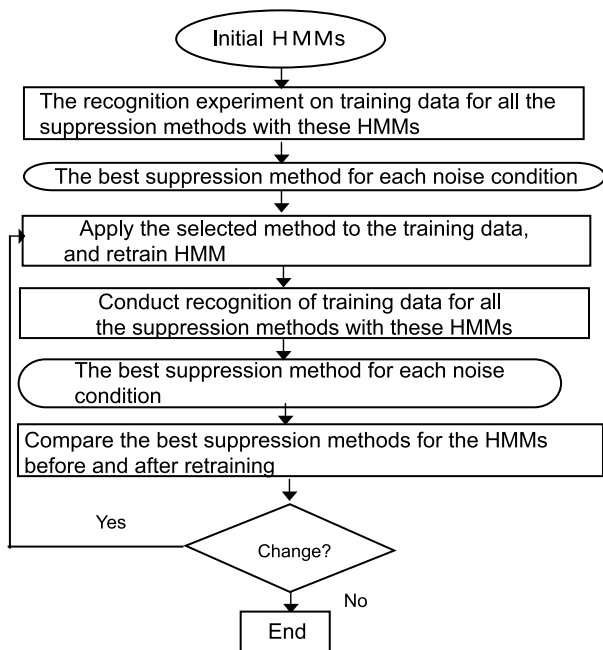 Initial HMMs
The recognition experiment on training data for all the
suppression methods with these HMMs
The best suppression method for each noise condition
Apply the selected method to the training data,
and retrain HMM
Conduct recognition of training data for all
the suppression methods with these HMMs
The best suppression method for each noise
condition
Compare the best suppression methods for the HMMs
before and after retraining
Yes
Change?
No
End